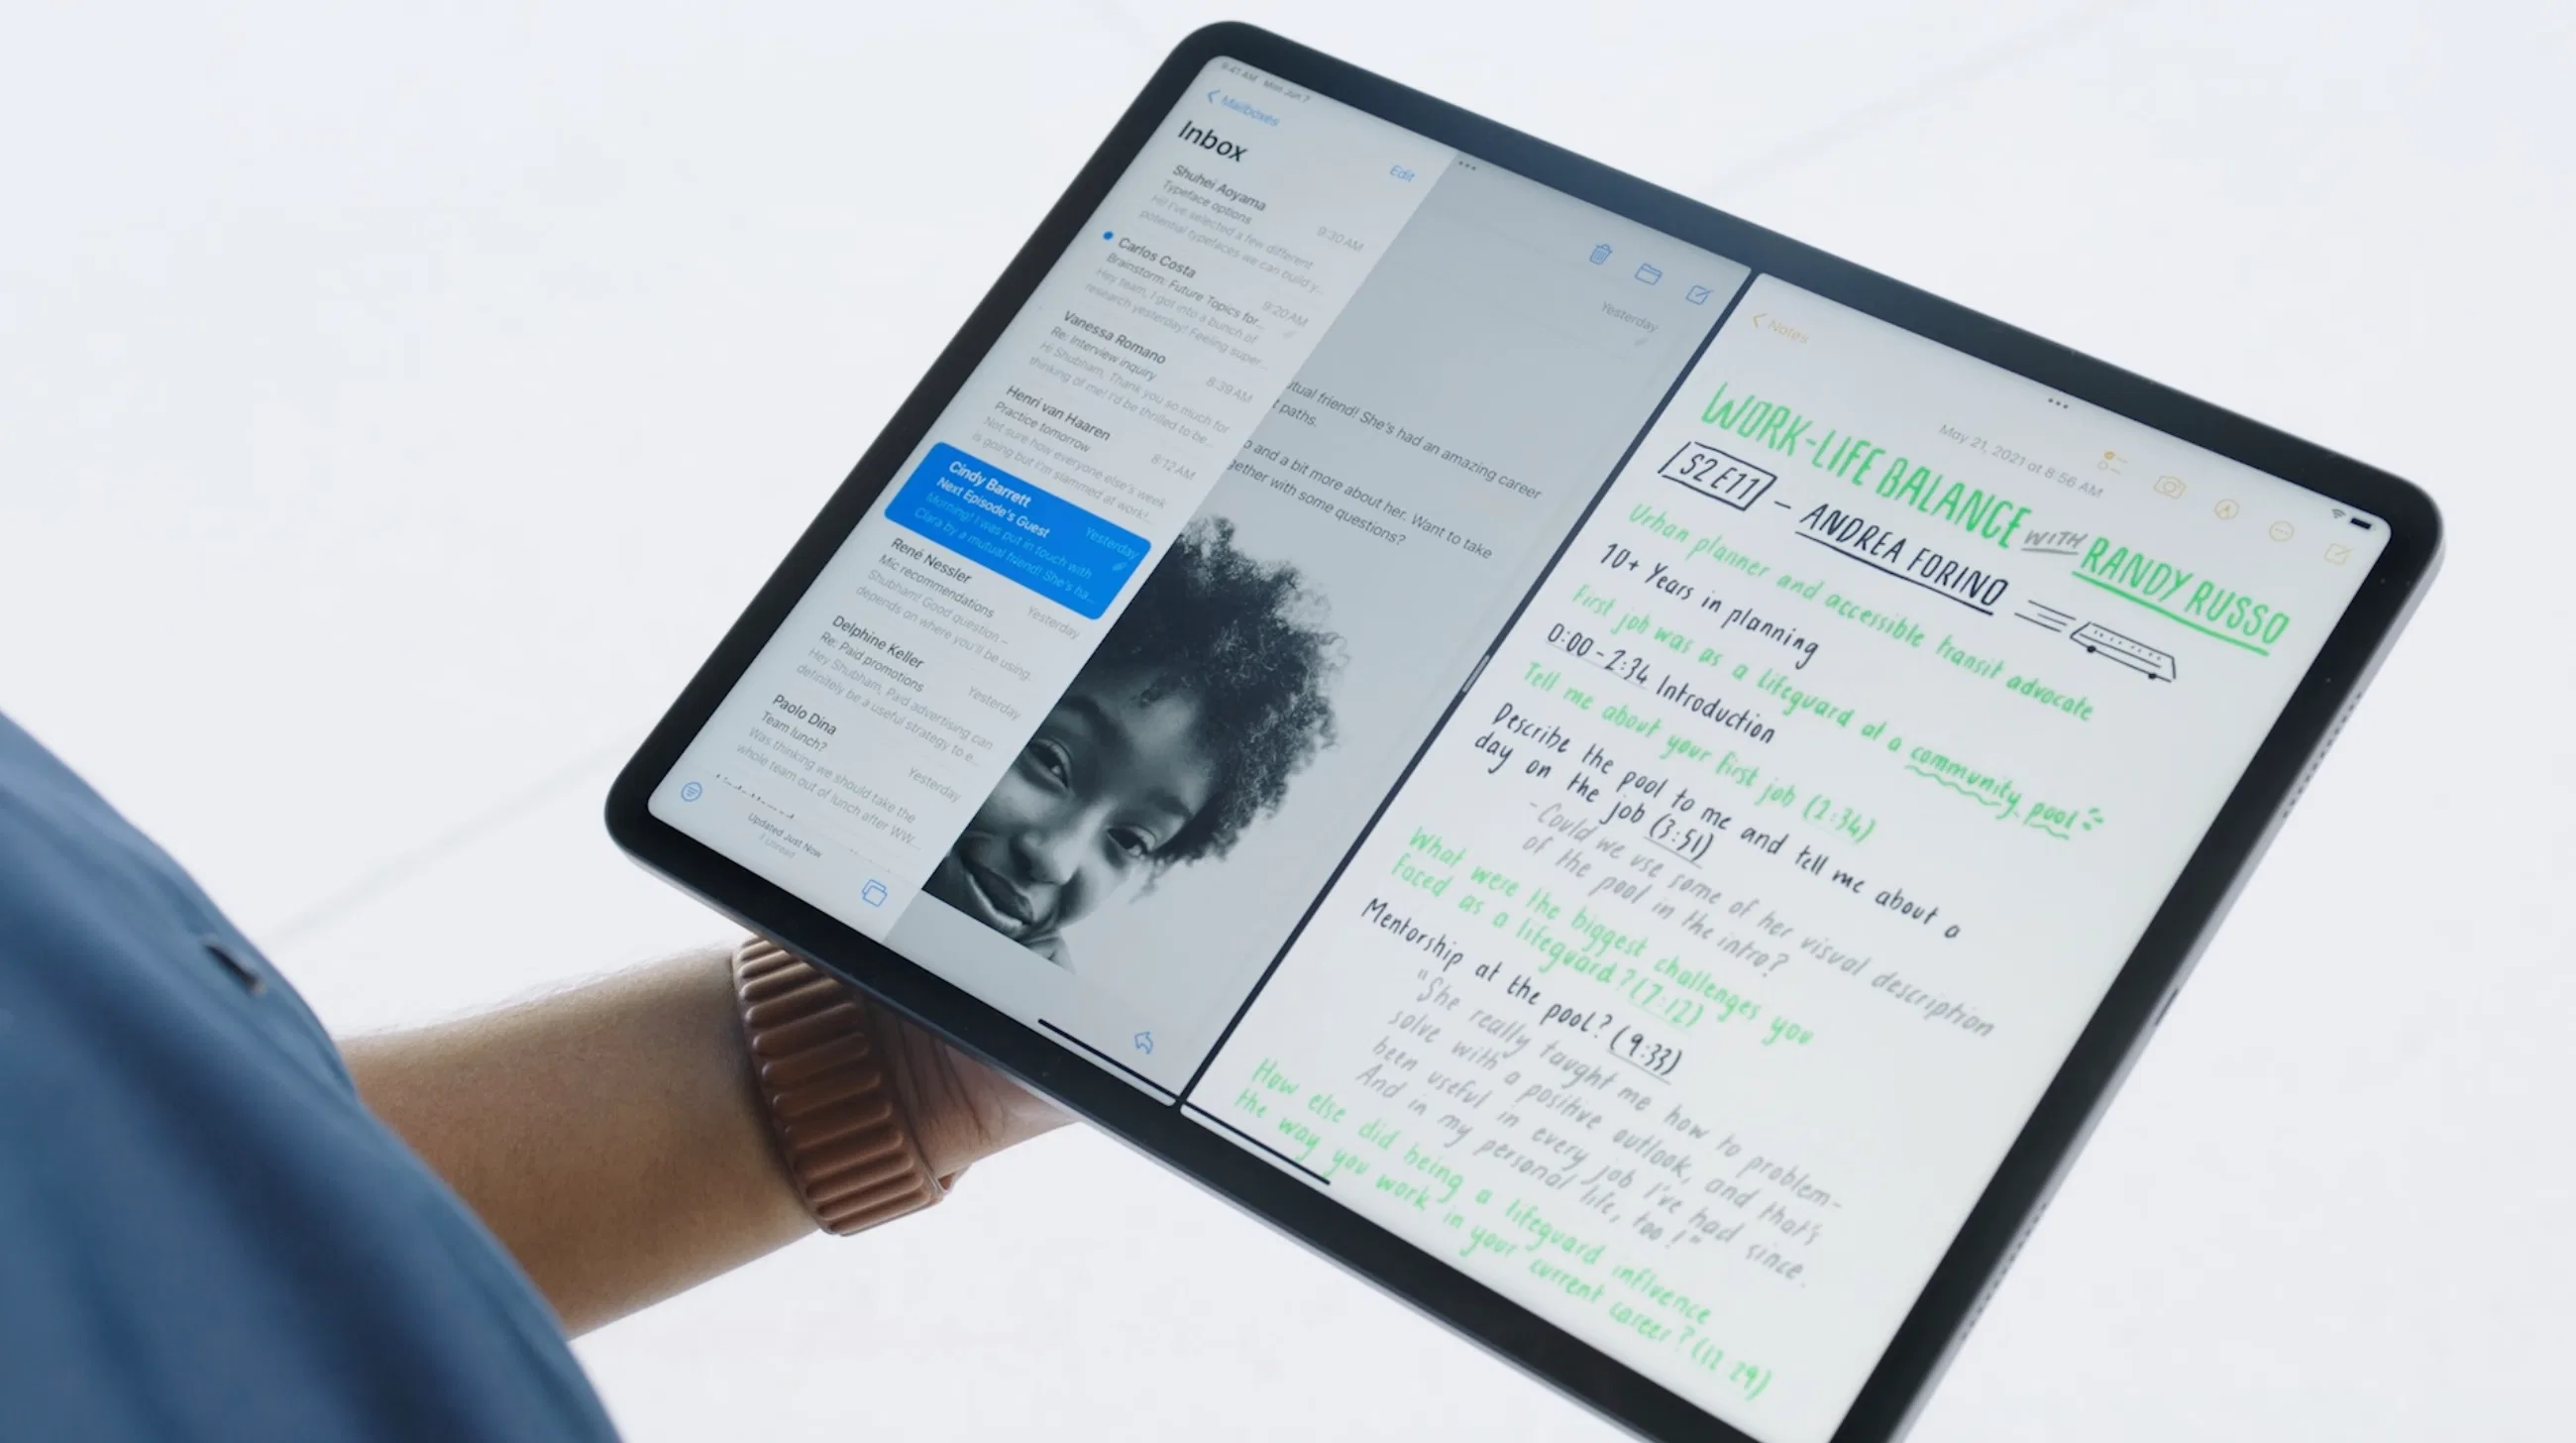 9:41 AM Mon Jun 7
Mailboxes
Inbox
Edit
Shuhei Aoyama
9:30 AM
Typeface options
Hi I've selected a few different
potential typefaces we can build y...
Carlos Costa
9:20 AM
Brainstorm: Future Topics for...
Hey team, I got into a bunch of
research yesterday! Feeling super...
Vanessa Romano
8:39 AM
Re: Interview inquiry
Hi Shubham, Thank you so much for
thinking of me! I'd be thrilled to be...
Henri van Haaren
8:12 AM
Practice tomorrow
Not sure how everyone else's week
is going but I'm slammed at work!...
Cindy Barrett
Yesterday
Next Episode's Guest
Morning! I was put in touch with
Clara by a mutual friend! She's ha...
René Nessler
Yesterday
Mic recommendations
Shubham! Good question –
depends on where you'll be using.
Delphine Keller
Yesterday
Re: Paid promotions
Hey Shubham, Paid advertising can
definitely be a useful strategy to e...
Paolo Dina
Yesterday
Team lunch?
Was thinking we should take the
whole team out of lunch after WW...
Updated Just Now
1 Unread
Yesterday
utual friend! She's had an amazing career
t paths.
o and a bit more about her. Want to take
gether with some questions?
Notes
May 21, 2021 at 8:56 AM
WORK-LIFE BALANCE WITH RANDY RUSSO
S2 E11 – ANDREA FORINO
Urban planner and accessible transit advocate
10+ Years in planning
First job was as a lifeguard at a community pool
0:00 - 2:34 Introduction
Tell me about your first job (2:34)
Describe the pool to me and tell me about a
day on the job (3:51)
-Could we use some of her visual description
of the pool in the intro?
What were the biggest challenges you
faced as a lifeguard? (7:12)
Mentorship at the pool? (9:33)
"She really taught me how to problem-
solve with a positive outlook, and that's
been useful in every job I've had since.
And in my personal life, too!"
How else did being a lifeguard influence
the way you work in your current career? (12:29)